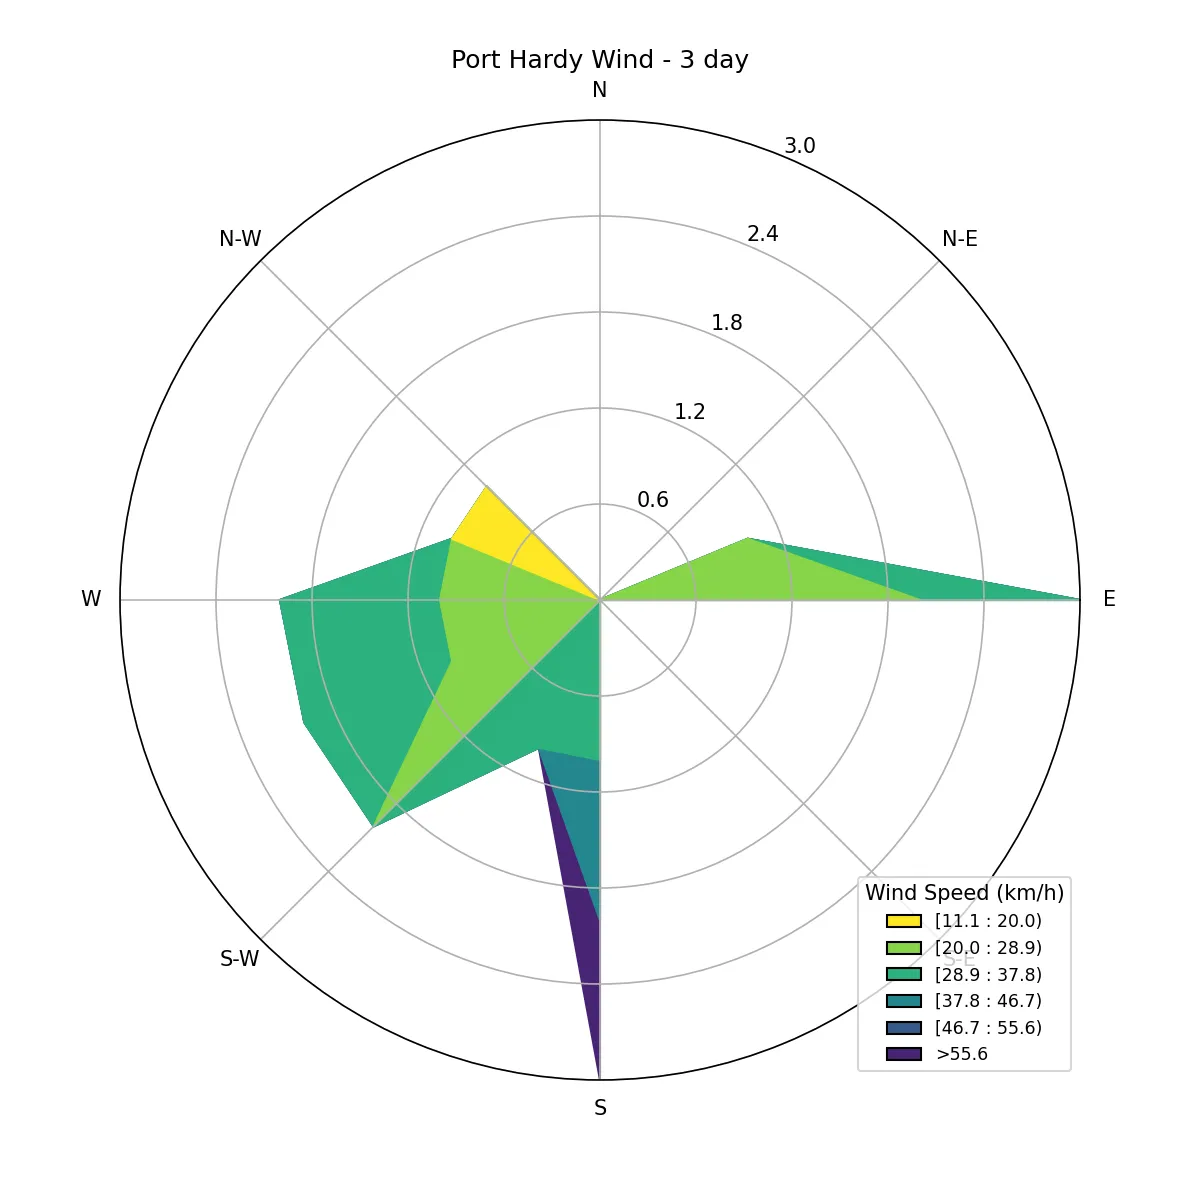 Port Hardy Wind - 3 day
N
3.0
N-W
N-E
2.4
1.8
1.2
0.6
W
E
S-W
S-E
Wind Speed (km/h)
[11.1 : 20.0)
[20.0 : 28.9)
[28.9 : 37.8)
[37.8 : 46.7)
[46.7 : 55.6)
>55.6
S